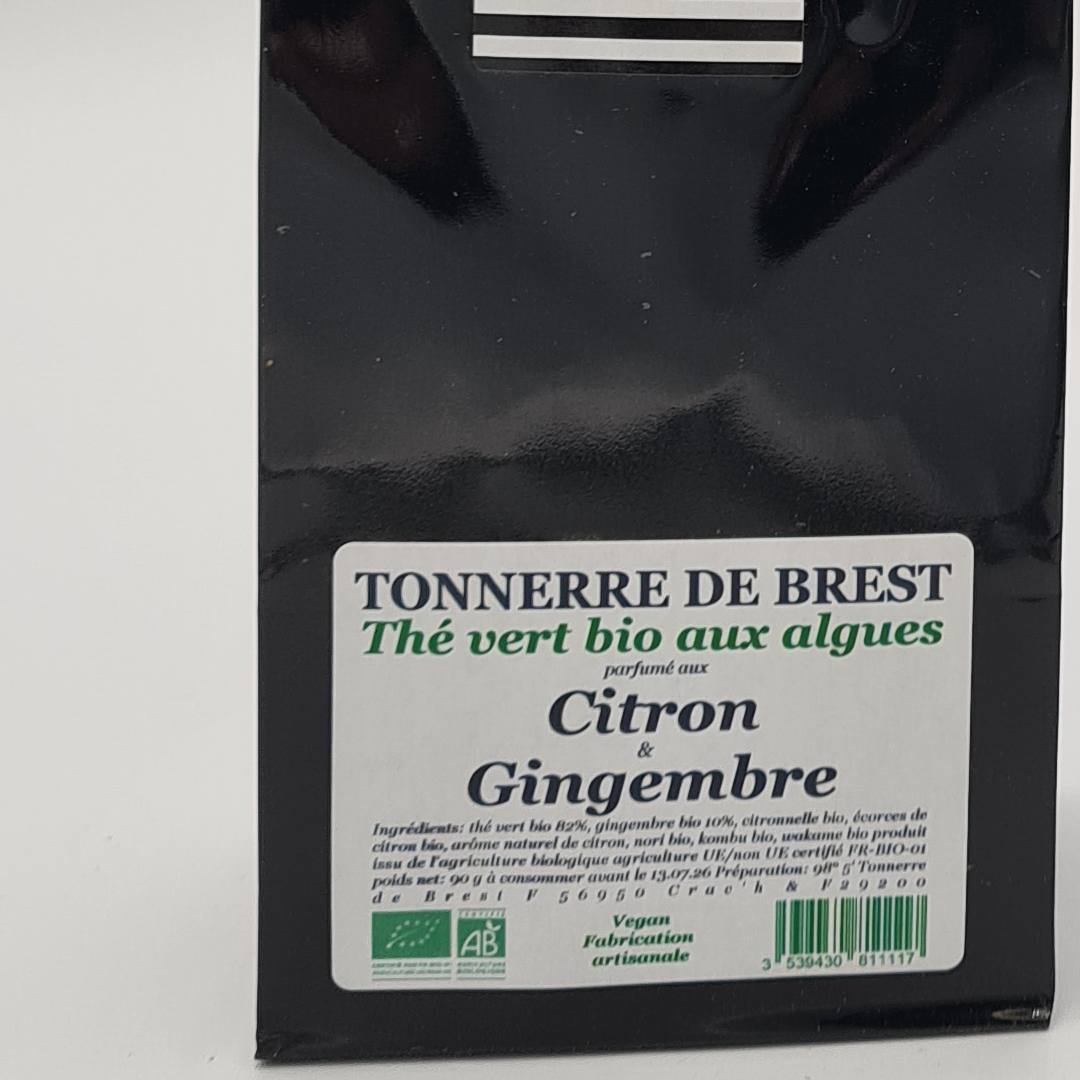 TONNERRE DE BREST
Thé vert bio aux algues
parfumé aux
Citron
&
Gingembre
Ingrédients: thé vert bio 82%, gingembre bio 10%, citronnelle bio, écorces de
citron bio, arôme naturel de citron, nori bio, kombu bio, wakame bio produit
issu de l'agriculture biologique agriculture UE/non UE certifié FR-BIO-01
poids net: 90 g à consommer avant le 13.07.26 Préparation: 98° 5' Tonnerre
de Brest F 56950 Crac'h & F29200
AB
Vegan
Fabrication
artisanale
3 539430 811117